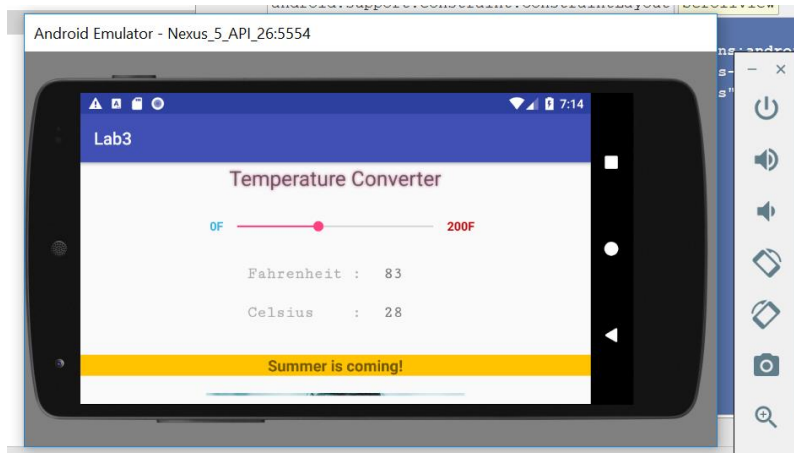 Android Emulator - Nexus_5_API_26:5554
7:14
Lab3
Temperature Converter
0F 200F
Fahrenheit : 83
Celsius : 28
Summer is coming!